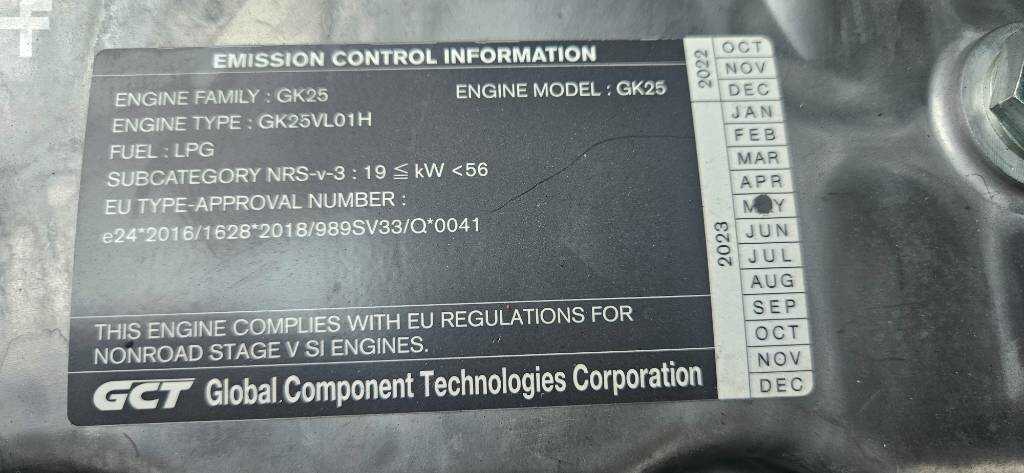 EMISSION CONTROL INFORMATION
ENGINE FAMILY : GK25 ENGINE MODEL : GK25
ENGINE TYPE : GK25VL01H
FUEL : LPG
SUBCATEGORY NRS-v-3 : 19 ≦ kW <56
EU TYPE-APPROVAL NUMBER :
e24*2016/1628*2018/989SV33/Q*0041
THIS ENGINE COMPLIES WITH EU REGULATIONS FOR
NONROAD STAGE V SI ENGINES.
GCT Global Component Technologies Corporation
2022
OCT
NOV
DEC
2023
JAN
FEB
MAR
APR
MAY
JUN
JUL
AUG
SEP
OCT
NOV
DEC